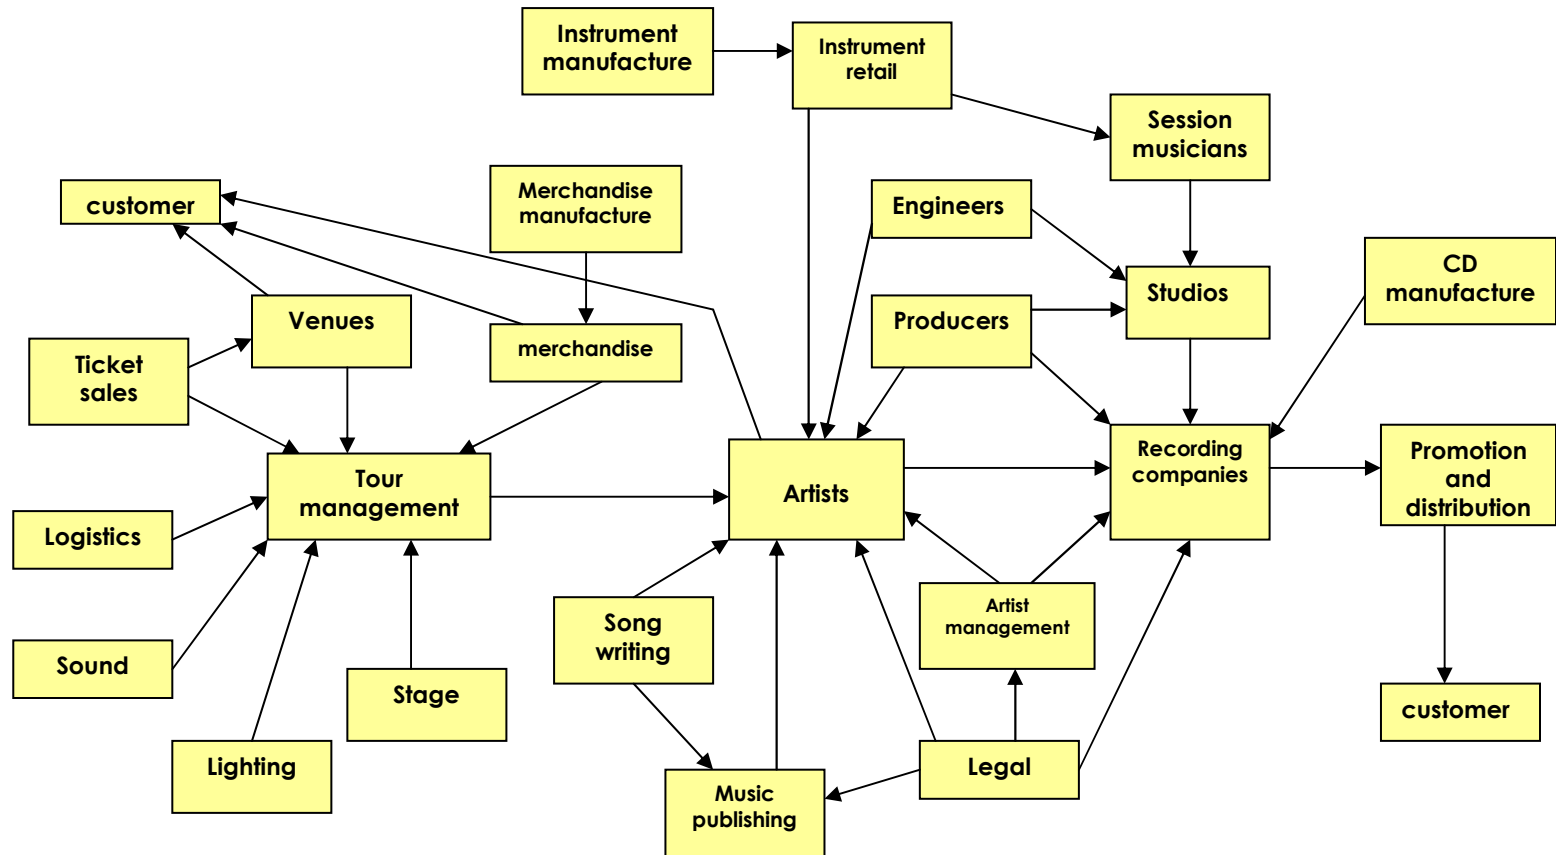 Instrument
manufacture
Instrument
retail
Session
musicians
Merchandise
manufacture
customer
Engineers
CD
manufacture
Studios
Venues
Producers
merchandise
Ticket
sales
Recording
companies
Promotion
and
distribution
Tour
management
Artists
Logistics
Artist
management
Song
writing
Sound
Stage
customer
Lighting
Legal
Music
publishing